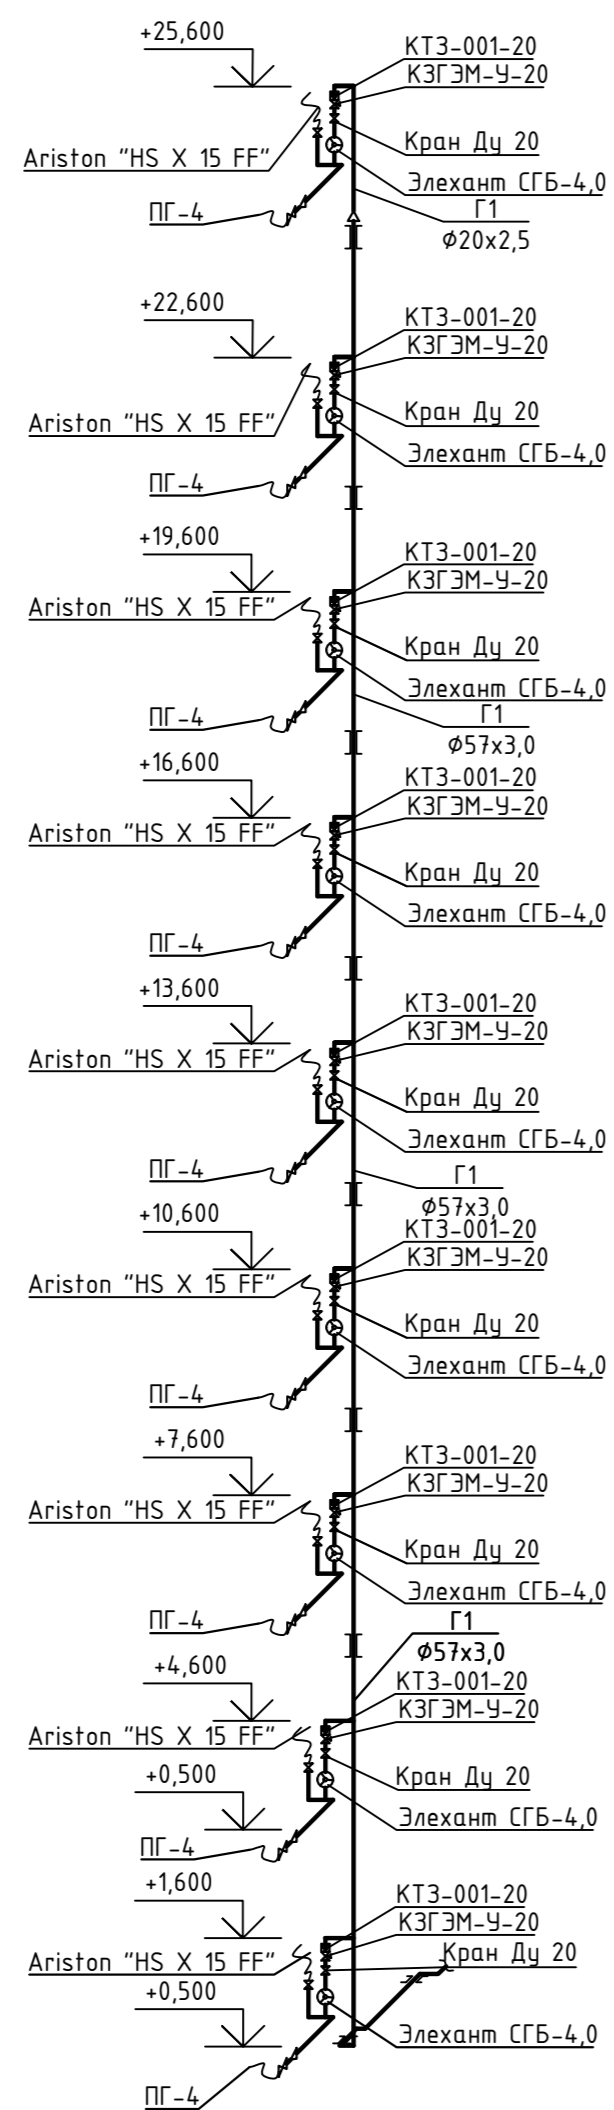 +25,600
КТЗ-001-20
КЗГЭМ-У-20
Ariston "HS X 15 FF"
Кран Ду 20
Элехант СГБ-4,0
ПГ-4
Г1
Ф20х2,5
+22,600
КТЗ-001-20
КЗГЭМ-У-20
Ariston "HS X 15 FF"
Кран Ду 20
Элехант СГБ-4,0
ПГ-4
+19,600
КТЗ-001-20
КЗГЭМ-У-20
Ariston "HS X 15 FF"
Кран Ду 20
Элехант СГБ-4,0
ПГ-4
Г1
Ф57х3,0
+16,600
КТЗ-001-20
КЗГЭМ-У-20
Ariston "HS X 15 FF"
Кран Ду 20
Элехант СГБ-4,0
ПГ-4
+13,600
КТЗ-001-20
КЗГЭМ-У-20
Ariston "HS X 15 FF"
Кран Ду 20
Элехант СГБ-4,0
ПГ-4
Г1
Ф57х3,0
+10,600
КТЗ-001-20
КЗГЭМ-У-20
Ariston "HS X 15 FF"
Кран Ду 20
Элехант СГБ-4,0
ПГ-4
+7,600
КТЗ-001-20
КЗГЭМ-У-20
Ariston "HS X 15 FF"
Кран Ду 20
Элехант СГБ-4,0
ПГ-4
Г1
Ф57х3,0
+4,600
КТЗ-001-20
КЗГЭМ-У-20
Ariston "HS X 15 FF"
Кран Ду 20
+0,500
Элехант СГБ-4,0
ПГ-4
+1,600
КТЗ-001-20
КЗГЭМ-У-20
Ariston "HS X 15 FF"
Кран Ду 20
+0,500
Элехант СГБ-4,0
ПГ-4